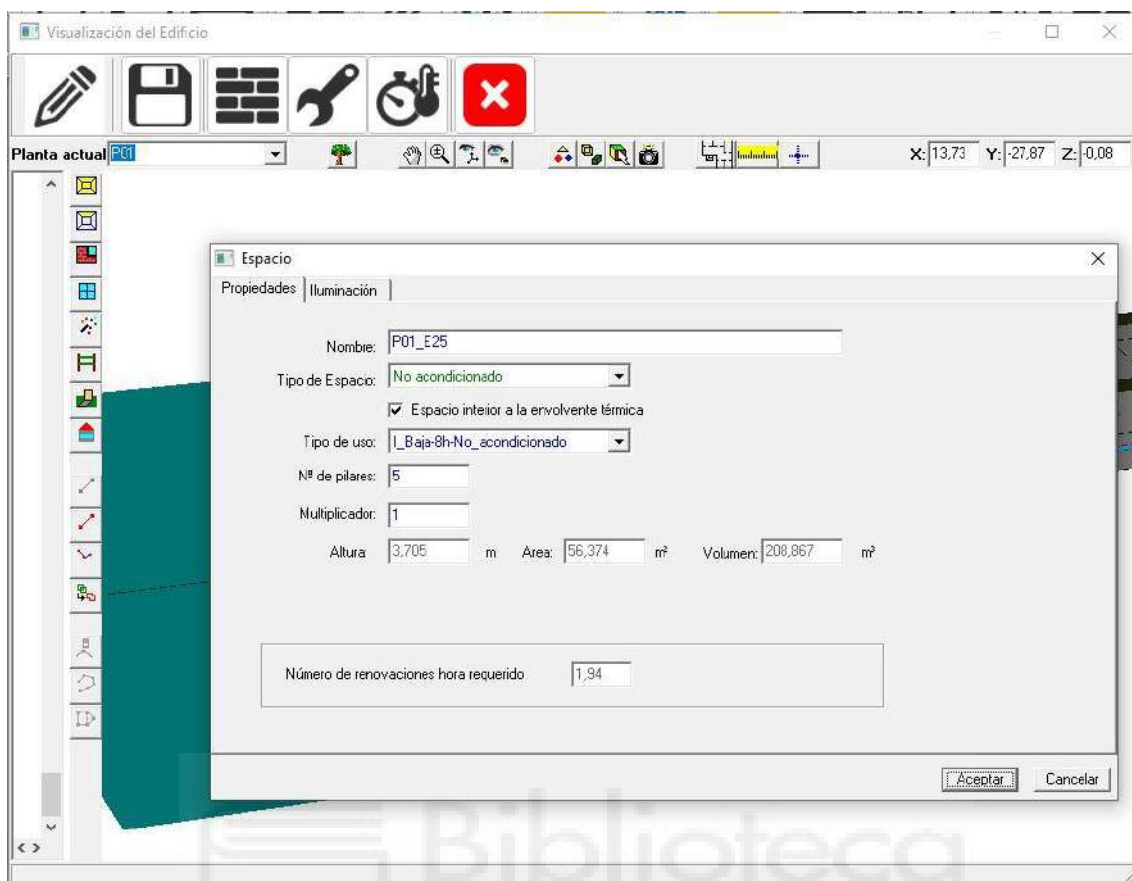 Visualización del Edificio
Planta actual P01 X: 13,73 Y: -27,87 Z: -0,08
Espacio
Propiedades Iluminación
Nombre: P01_E25
Tipo de Espacio: No acondicionado
Espacio interior a la envolvente térmica
Tipo de uso: I_Baja-8h-No_acondicionado
Nª de pilares: 5
Multiplicador: 1
Altura 3,705 m Area: 56,374 m² Volumen: 208,867 m³
Número de renovaciones hora requerido 1,94
Aceptar Cancelar
Biblioteca